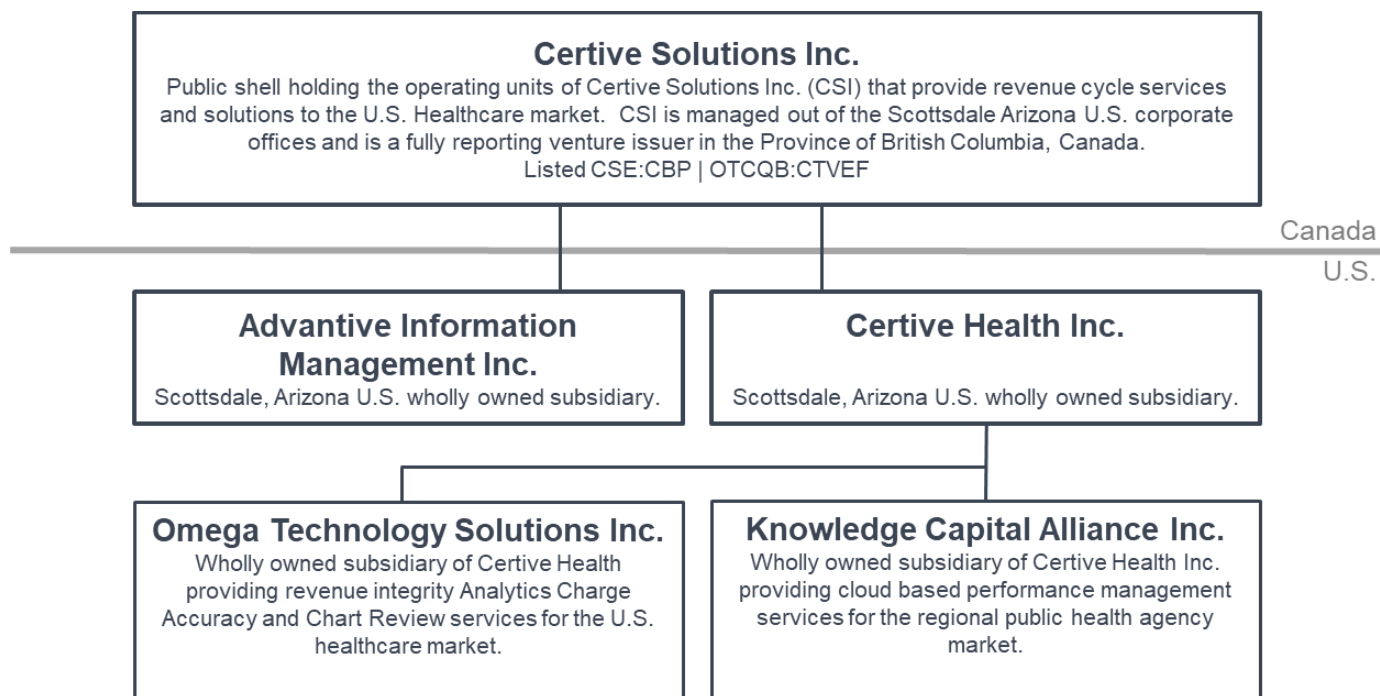 Certive Solutions Inc.
Public shell holding the operating units of Certive Solutions Inc. (CSI) that provide revenue cycle services
and solutions to the U.S. Healthcare market. CSI is managed out of the Scottsdale Arizona U.S. corporate
offices and is a fully reporting venture issuer in the Province of British Columbia, Canada.
Listed CSE:CBP | OTCQB:CTVEF
Canada
U.S.
Advantive Information
Management Inc.
Scottsdale, Arizona U.S. wholly owned subsidiary.
Certive Health Inc.
Scottsdale, Arizona U.S. wholly owned subsidiary.
Omega Technology Solutions Inc.
Wholly owned subsidiary of Certive Health
providing revenue integrity Analytics Charge
Accuracy and Chart Review services for the U.S.
healthcare market.
Knowledge Capital Alliance Inc.
Wholly owned subsidiary of Certive Health Inc.
providing cloud based performance management
services for the regional public health agency
market.